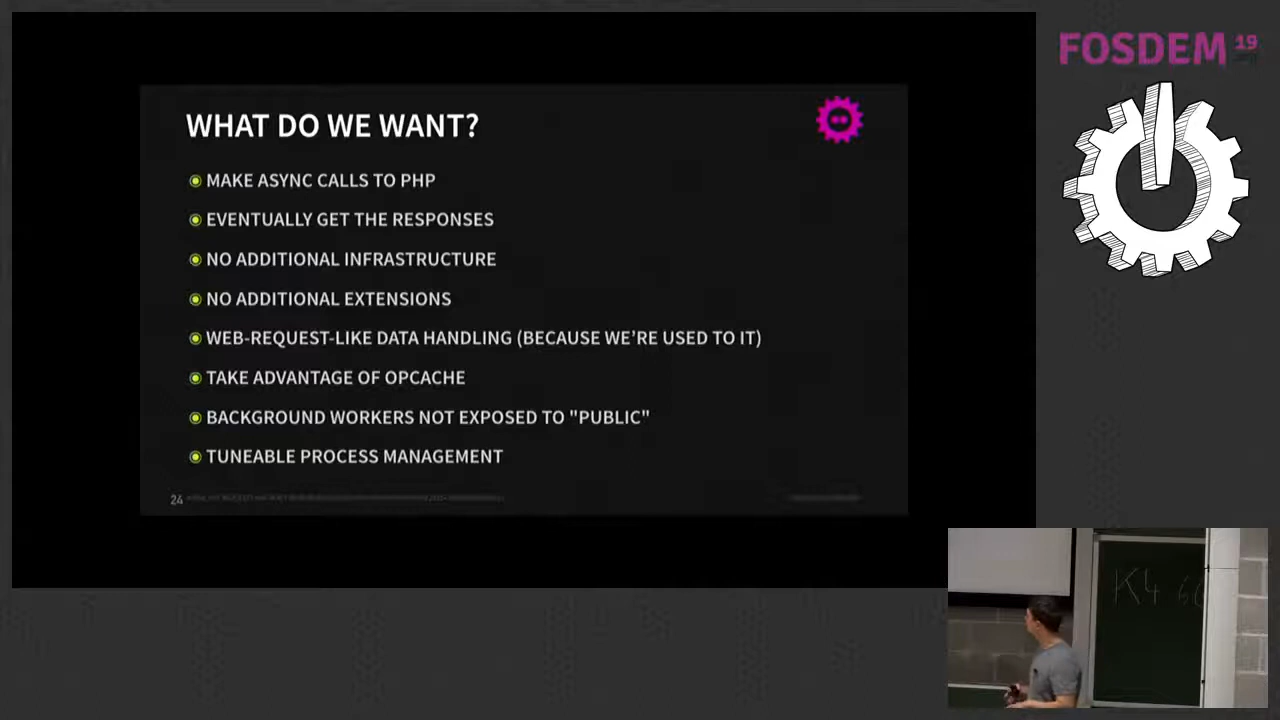 WHAT DO WE WANT?
MAKE ASYNC CALLS TO PHP
EVENTUALLY GET THE RESPONSES
NO ADDITIONAL INFRASTRUCTURE
NO ADDITIONAL EXTENSIONS
WEB-REQUEST-LIKE DATA HANDLING (BECAUSE WE'RE USED TO IT)
TAKE ADVANTAGE OF OPCACHE
BACKGROUND WORKERS NOT EXPOSED TO "PUBLIC"
TUNEABLE PROCESS MANAGEMENT
24
FOSDEM 19
K4